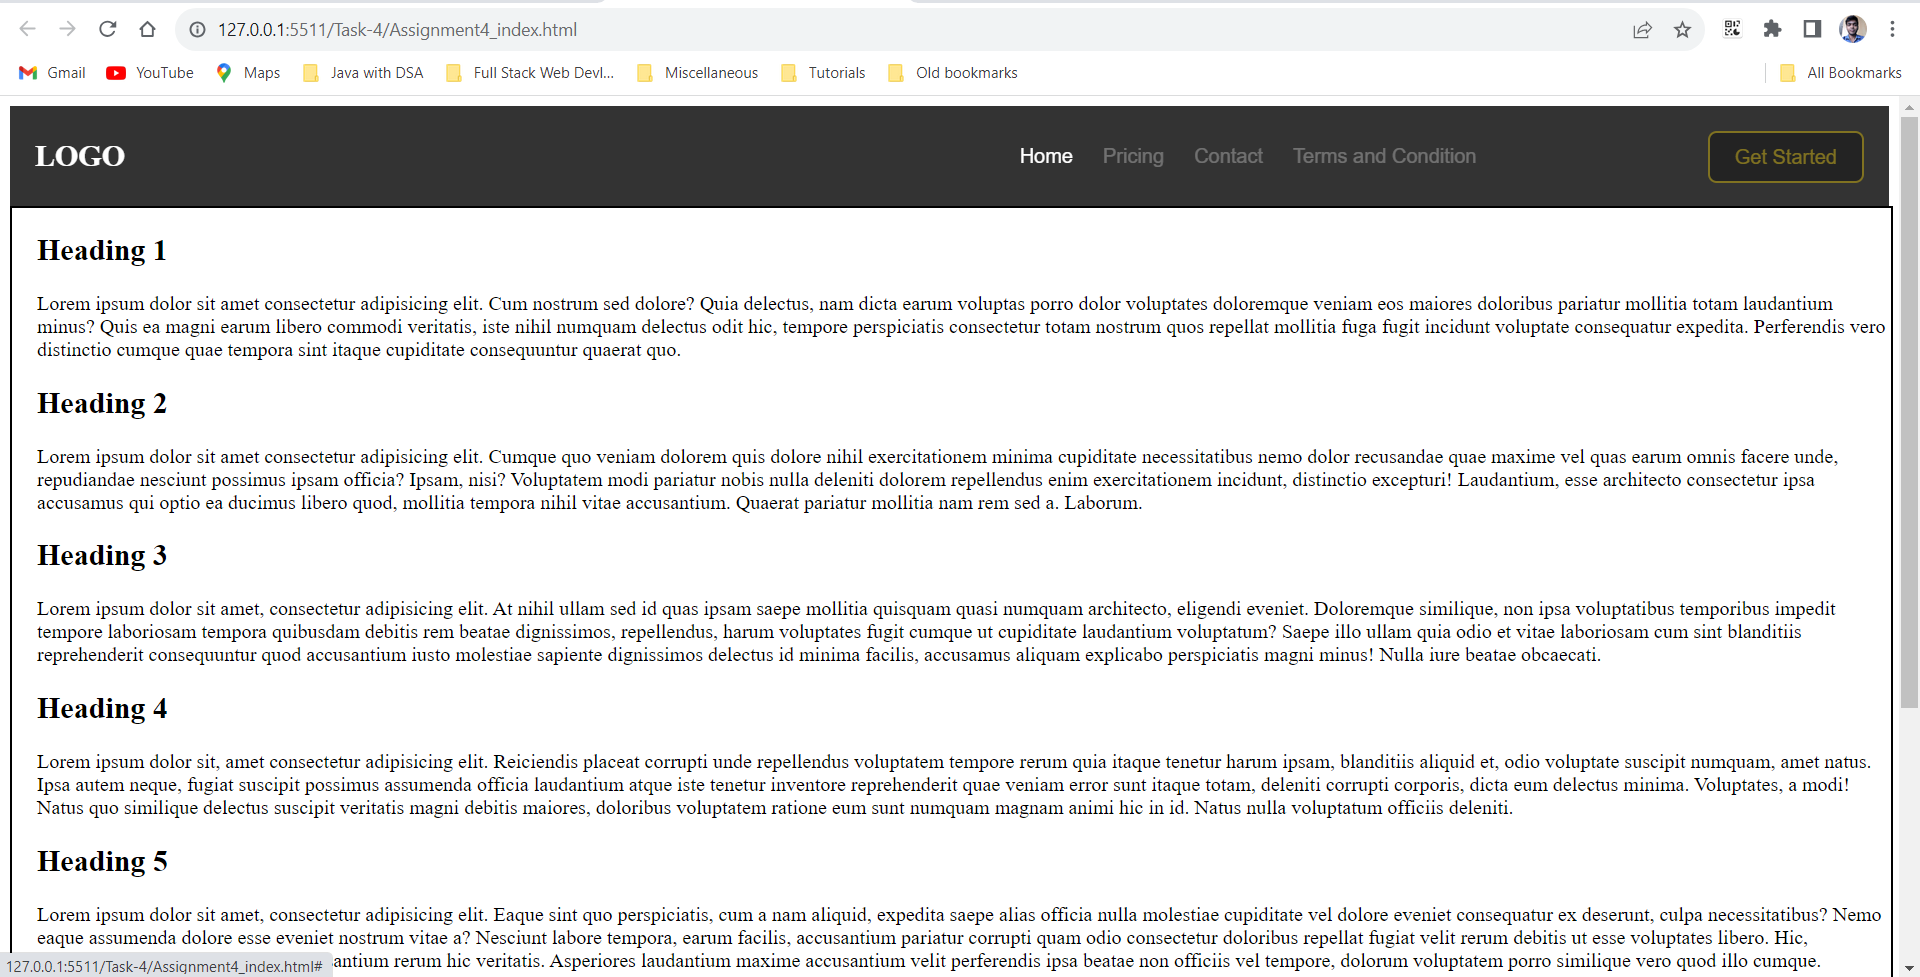 127.0.0.1:5511/Task-4/Assignment4_index.html
Gmail YouTube Maps Java with DSA Full Stack Web Devl... Miscellaneous Tutorials Old bookmarks All Bookmarks
LOGO Home Pricing Contact Terms and Condition Get Started
Heading 1
Lorem ipsum dolor sit amet consectetur adipisicing elit. Cum nostrum sed dolore? Quia delectus, nam dicta earum voluptas porro dolor voluptates doloremque veniam eos maiores doloribus pariatur mollitia totam laudantium
minus? Quis ea magni earum libero commodi veritatis, iste nihil numquam delectus odit hic, tempore perspiciatis consectetur totam nostrum quos repellat mollitia fuga fugit incidunt voluptate consequatur expedita. Perferendis vero
distinctio cumque quae tempora sint itaque cupiditate consequuntur quaerat quo.
Heading 2
Lorem ipsum dolor sit amet consectetur adipisicing elit. Cumque quo veniam dolorem quis dolore nihil exercitationem minima cupiditate necessitatibus nemo dolor recusandae quae maxime vel quas earum omnis facere unde,
repudiandae nesciunt possimus ipsam officia? Ipsam, nisi? Voluptatem modi pariatur nobis nulla deleniti dolorem repellendus enim exercitationem incidunt, distinctio excepturi! Laudantium, esse architecto consectetur ipsa
accusamus qui optio ea ducimus libero quod, mollitia tempora nihil vitae accusantium. Quaerat pariatur mollitia nam rem sed a. Laborum.
Heading 3
Lorem ipsum dolor sit amet, consectetur adipisicing elit. At nihil ullam sed id quas ipsam saepe mollitia quisquam quasi numquam architecto, eligendi eveniet. Doloremque similique, non ipsa voluptatibus temporibus impedit
tempore laboriosam tempora quibusdam debitis rem beatae dignissimos, repellendus, harum voluptates fugit cumque ut cupiditate laudantium voluptatum? Saepe illo ullam quia odio et vitae laboriosam cum sint blanditiis
reprehenderit consequuntur quod accusantium iusto molestiae sapiente dignissimos delectus id minima facilis, accusamus aliquam explicabo perspiciatis magni minus! Nulla iure beatae obcaecati.
Heading 4
Lorem ipsum dolor sit, amet consectetur adipisicing elit. Reiciendis placeat corrupti unde repellendus voluptatem tempore rerum quia itaque tenetur harum ipsam, blanditiis aliquid et, odio voluptate suscipit numquam, amet natus.
Ipsa autem neque, fugiat suscipit possimus assumenda officia laudantium atque iste tenetur inventore reprehenderit quae veniam error sunt itaque totam, deleniti corrupti corporis, dicta eum delectus minima. Voluptates, a modi!
Natus quo similique delectus suscipit veritatis magni debitis maiores, doloribus voluptatem ratione eum sunt numquam magnam animi hic in id. Natus nulla voluptatum officiis deleniti.
Heading 5
Lorem ipsum dolor sit amet, consectetur adipisicing elit. Eaque sint quo perspiciatis, cum a nam aliquid, expedita saepe alias officia nulla molestiae cupiditate vel dolore eveniet consequatur ex deserunt, culpa necessitatibus? Nemo
eaque assumenda dolore esse eveniet nostrum vitae a? Nesciunt labore tempora, earum facilis, accusantium pariatur corrupti quam odio consectetur doloribus repellat fugiat velit rerum debitis ut esse voluptates libero. Hic,
antium rerum hic veritatis. Asperiores laudantium maxime accusantium velit perferendis ipsa beatae non officiis vel tempore, dolorum voluptatem porro similique vero quod illo cumque.
127.0.0.1:5511/Task-4/Assignment4_index.html#